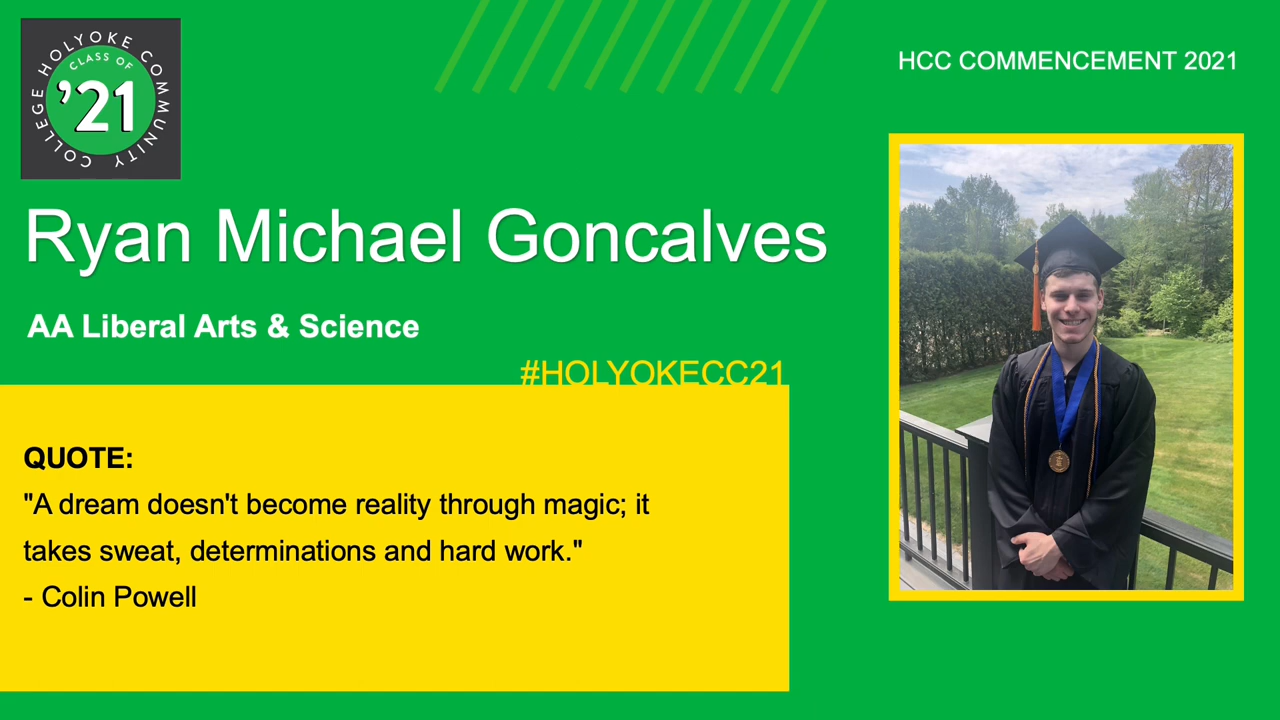 HOLYOKE COMMUNITY COLLEGE
CLASS OF
'21
HCC COMMENCEMENT 2021
Ryan Michael Goncalves
AA Liberal Arts & Science
#HOLYOKECC21
QUOTE:
"A dream doesn't become reality through magic; it
takes sweat, determinations and hard work."
- Colin Powell